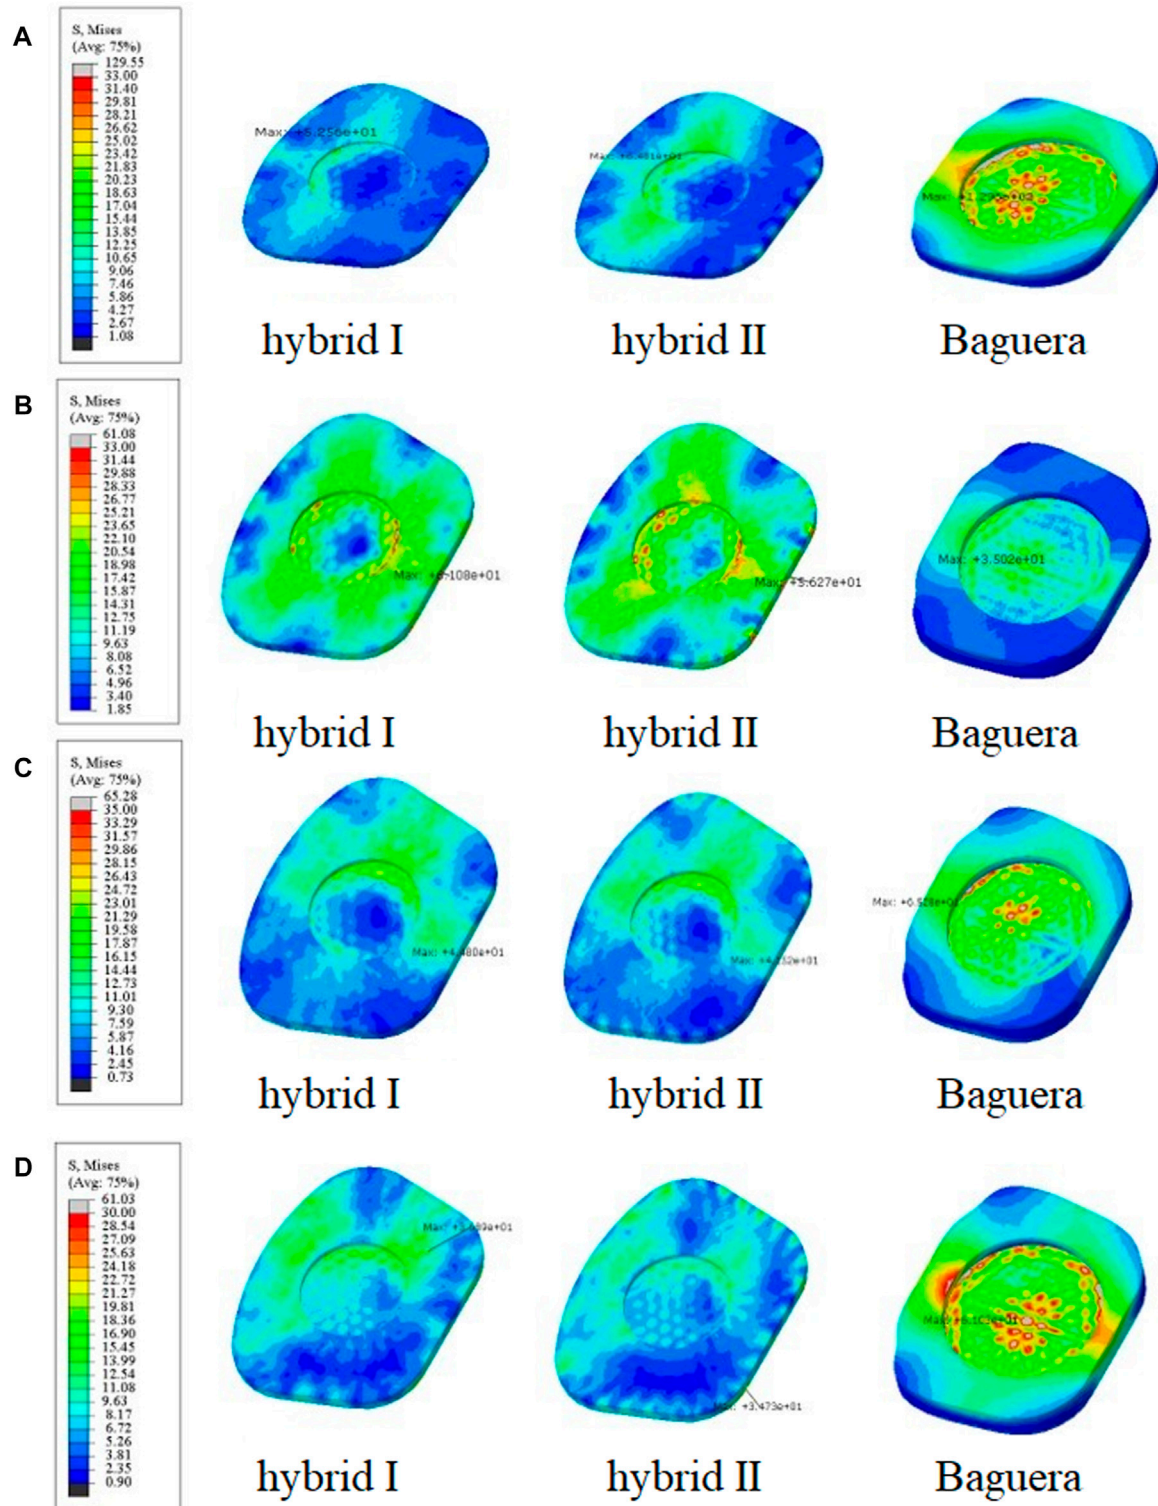 A
S, Mises
(Avg: 75%)
129.55
33.00
31.40
29.81
28.21
26.62
25.02
23.42
21.83
20.23
18.63
17.04
15.44
13.85
12.25
10.65
9.06
7.46
5.86
4.27
2.67
1.08
Max:
Max:
Max:
hybrid I
hybrid II
Baguera
B
S, Mises
(Avg: 75%)
61.08
33.00
31.44
29.88
28.33
26.77
25.21
23.65
22.10
20.54
18.98
17.42
15.87
14.31
12.75
11.19
9.63
8.08
6.52
4.96
3.40
1.85
Max:
Max: +5.627e+01
Max: +3.502e+01
hybrid I
hybrid II
Baguera
C
S, Mises
(Avg: 75%)
65.28
35.00
33.29
31.57
29.86
28.15
26.43
24.72
23.01
21.29
19.58
17.87
16.15
14.44
12.73
11.01
9.30
7.59
5.87
4.16
2.45
0.73
Max: +4.480e+01
Max:
Max:
hybrid I
hybrid II
Baguera
D
S, Mises
(Avg: 75%)
61.03
30.00
28.54
27.09
25.63
24.18
22.72
21.27
19.81
18.36
16.90
15.45
13.99
12.54
11.08
9.63
8.17
6.72
5.26
3.81
2.35
0.90
Max:
+3.473e+01
hybrid I
hybrid II
Baguera